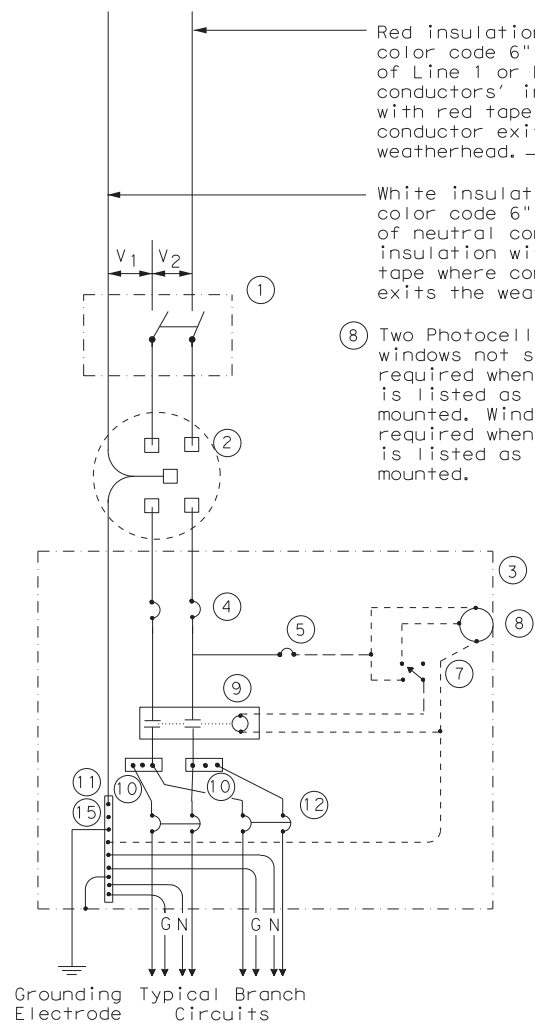 Red insulation
color code 6"
of Line 1 or
conductors' in
with red tape
conductor exi
weatherhead.
White insulat
color code 6"
of neutral con
insulation wi
tape where con
exits the wea
V1 V2
1
8 Two Photocell
windows not s
required when
is listed as
mounted. Wind
required when
is listed as
mounted.
2
3
4
5
8
7
9
11
10
10
12
15
G N
G N
Grounding
Electrode
Typical Branch
Circuits